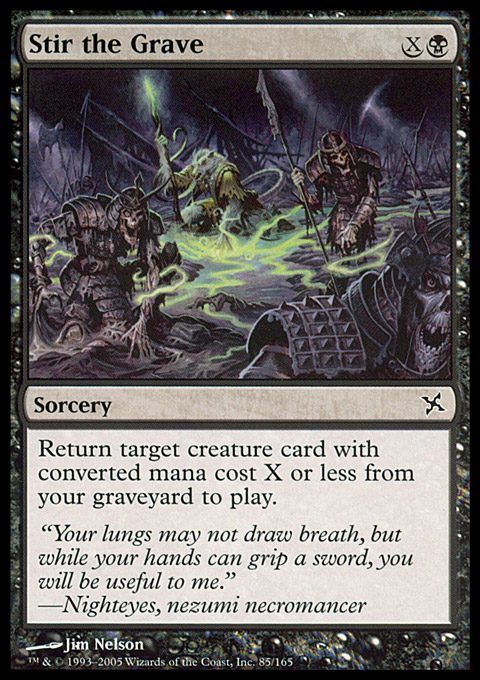 Stir the Grave
X
Sorcery
Return target creature card with
converted mana cost X or less from
your graveyard to play.
“Your lungs may not draw breath, but
while your hands can grip a sword, you
will be useful to me.”
—Nighteyes, nezumi necromancer
Jim Nelson
™ & © 1993–2005 Wizards of the Coast, Inc. 85/165